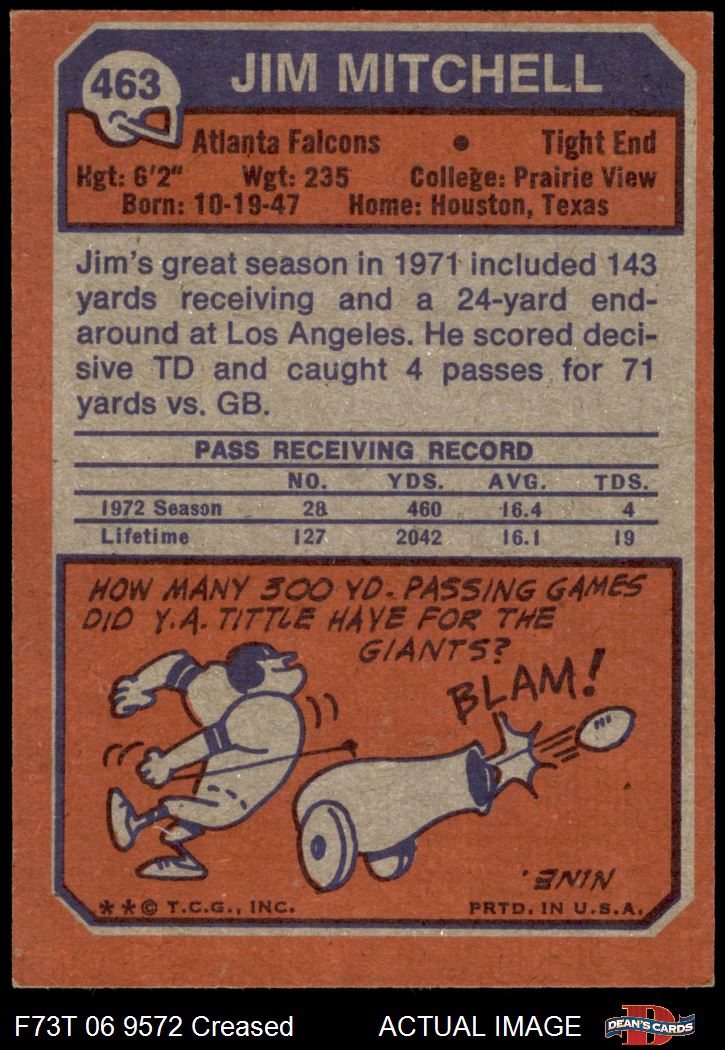 463
JIM MITCHELL
Atlanta Falcons • Tight End
Hgt: 6'2" Wgt: 235 College: Prairie View
Born: 10-19-47 Home: Houston, Texas
Jim's great season in 1971 included 143
yards receiving and a 24-yard end-
around at Los Angeles. He scored deci-
sive TD and caught 4 passes for 71
yards vs. GB.
PASS RECEIVING RECORD
NO. YDS. AVG. TDS.
1972 Season 28 460 16.4 4
Lifetime 127 2042 16.1 19
HOW MANY 300 YD. PASSING GAMES
DID Y.A. TITTLE HAVE FOR THE
GIANTS?
BLAM!
NINE.
**© T.C.G., INC. PRTD. IN U.S.A.
F73T 06 9572 Creased ACTUAL IMAGE
D
DEAN'S CARDS